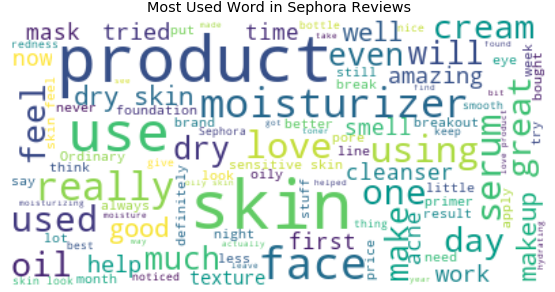 Most Used Word in Sephora Reviews
mask
tried
put
time
bottle
made
take
well
nice
cream
redness
now
product
even
will
still
break
amazing
eye
found
week
bought
feel
skin feel
dry skin
never
foundation
moisturizer
find
smooth
try
use
brand
Sephora
got
better
toner
smell
pore
breakout
keep
bit
love product
great
Ordinary
think
dry
love
line
using
serum
give
sensitive skin
cleanser
say
really
look
oily
stuff
helped
one
little
primer
result
apply
makeup
hydrating
moisturizing
used
always
moisture
oily skin
definitely
skin
thing
make
acne
day
lot
best
way
good
night
actually
first
price
need
oil
help
much
less
leave
face
year
work
skin look
month
noticed
texture
see